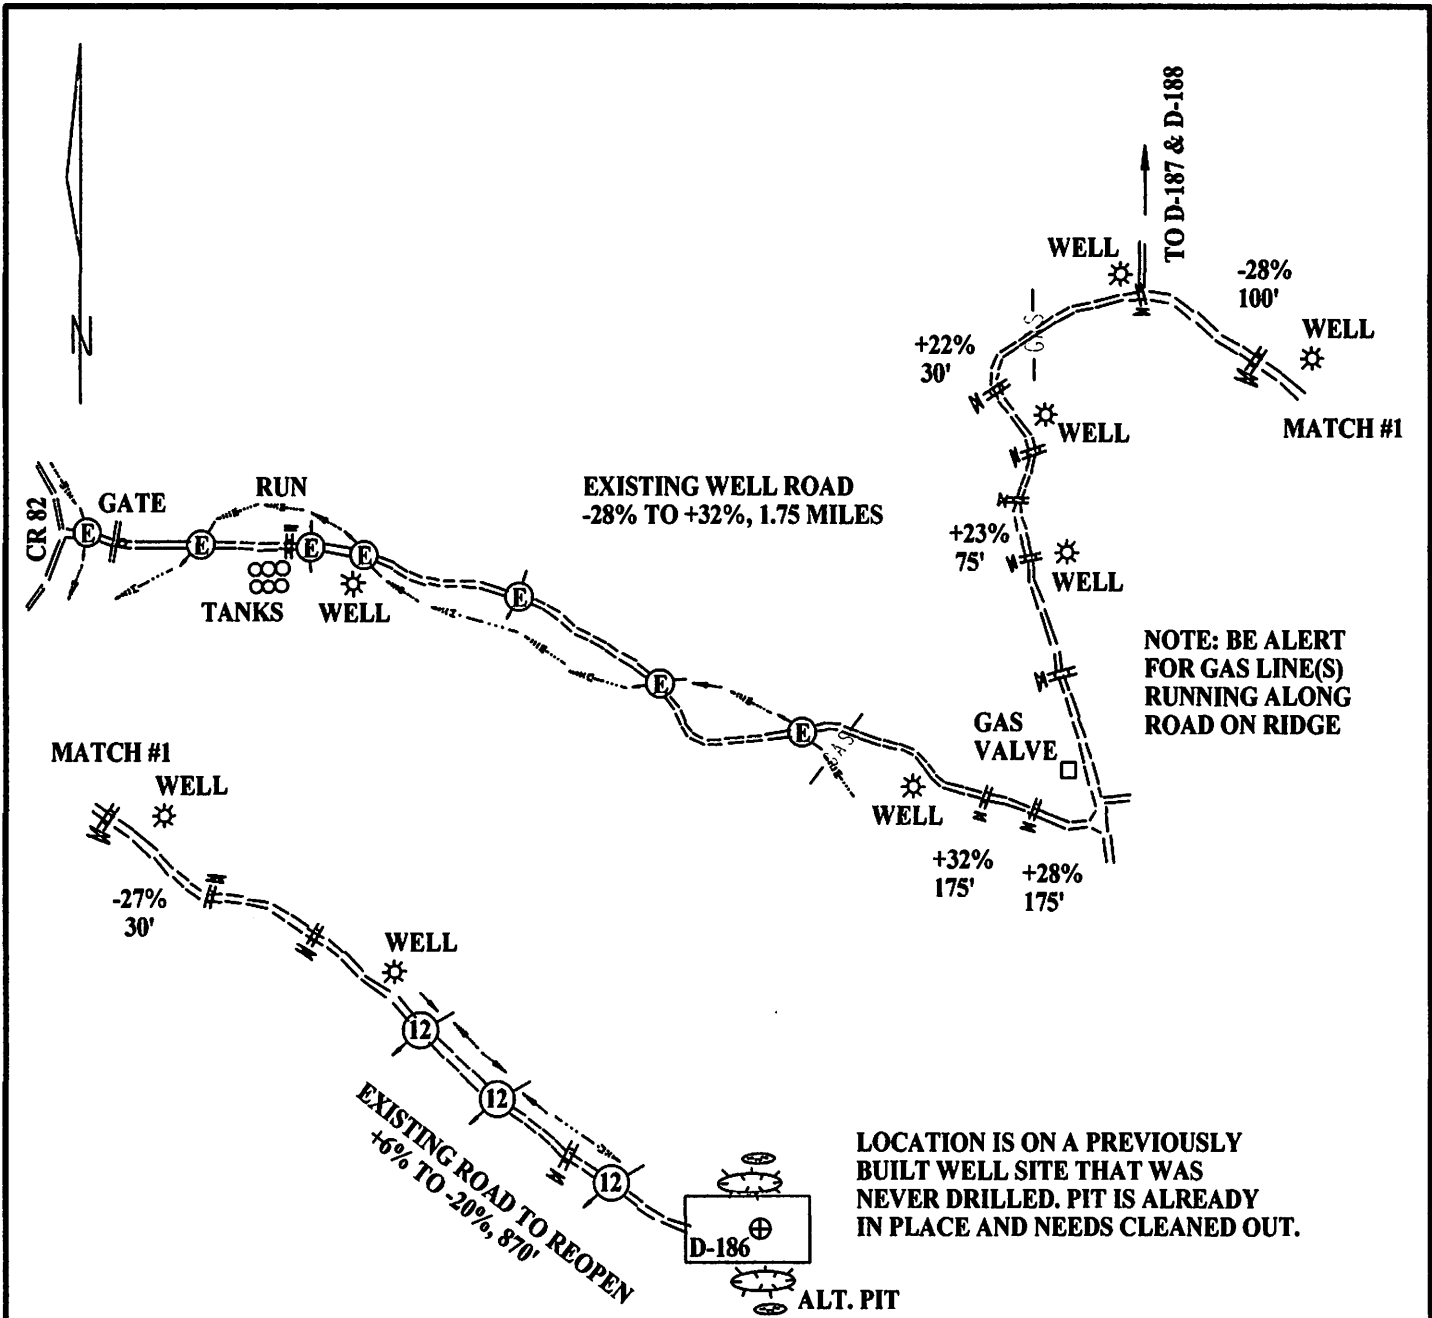 TO D-187 & D-188
WELL
-28%
100'
WELL
+22%
30'
GAS
MATCH #1
WELL
N
CR 82
GATE
RUN
EXISTING WELL ROAD
-28% TO +32%, 1.75 MILES
+23%
75'
WELL
E
E
E
E
E
E
E
TANKS
WELL
NOTE: BE ALERT
FOR GAS LINE(S)
RUNNING ALONG
ROAD ON RIDGE
GAS
VALVE
GAS
WELL
+32%
175'
+28%
175'
MATCH #1
WELL
-27%
30'
WELL
12
12
12
EXISTING ROAD TO REOPEN
+6% TO -20%, 870'
D-186
LOCATION IS ON A PREVIOUSLY
BUILT WELL SITE THAT WAS
NEVER DRILLED. PIT IS ALREADY
IN PLACE AND NEEDS CLEANED OUT.
ALT. PIT